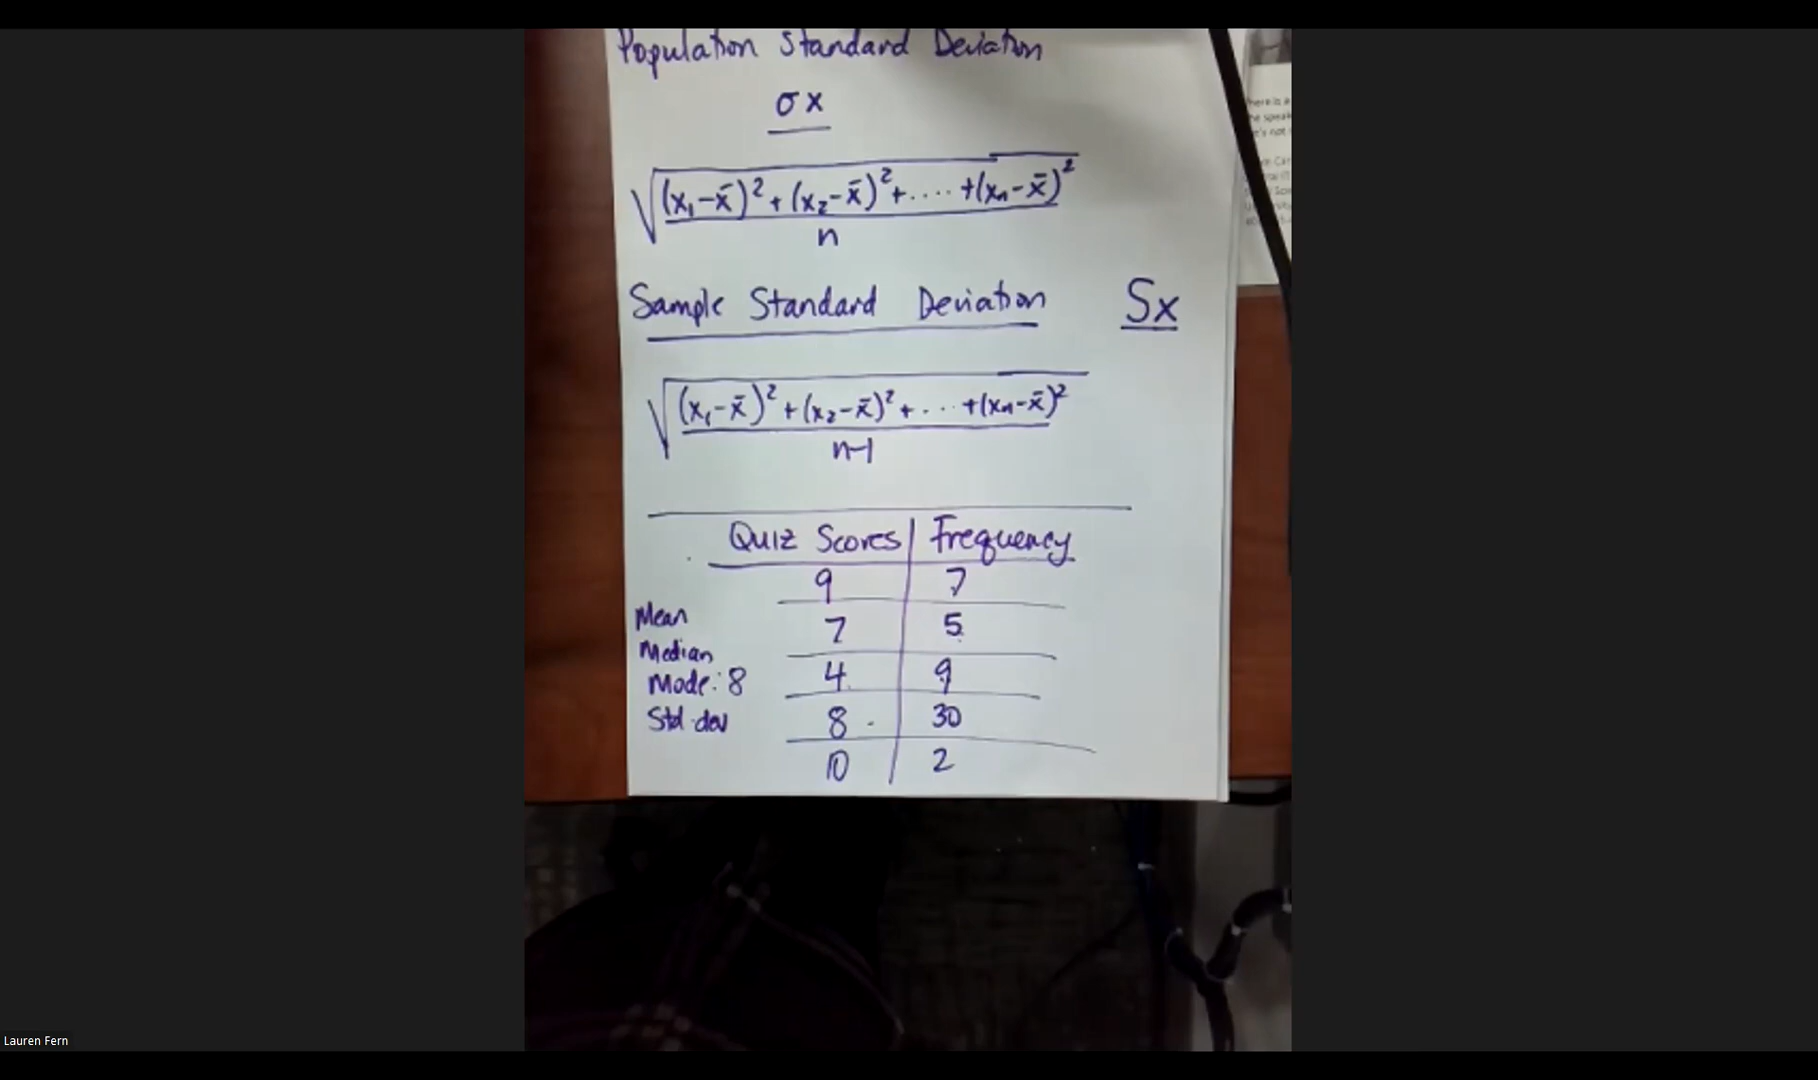 Population Standard Deviation
σx
√((x₁-x̄)² + (x₂-x̄)² + .... + (xₙ-x̄)²
n
Sample Standard Deviation Sx
√((x₁-x̄)² + (x₂-x̄)² + .... + (xₙ-x̄)²
n-1
Quiz Scores | Frequency
9 | 7
Mean
7 | 5
Median
4 | 9
Mode: 8
8 | 30
Std. dev
10 | 2
Lauren Fern